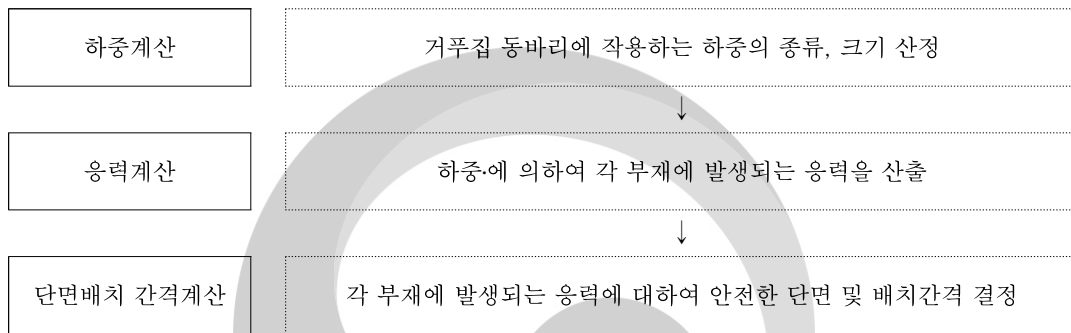 하중계산
거푸집 동바리에 작용하는 하중의 종류, 크기 산정
↓
응력계산
하중·에 의하여 각 부재에 발생되는 응력을 산출
↓
단면배치 간격계산
각 부재에 발생되는 응력에 대하여 안전한 단면 및 배치간격 결정